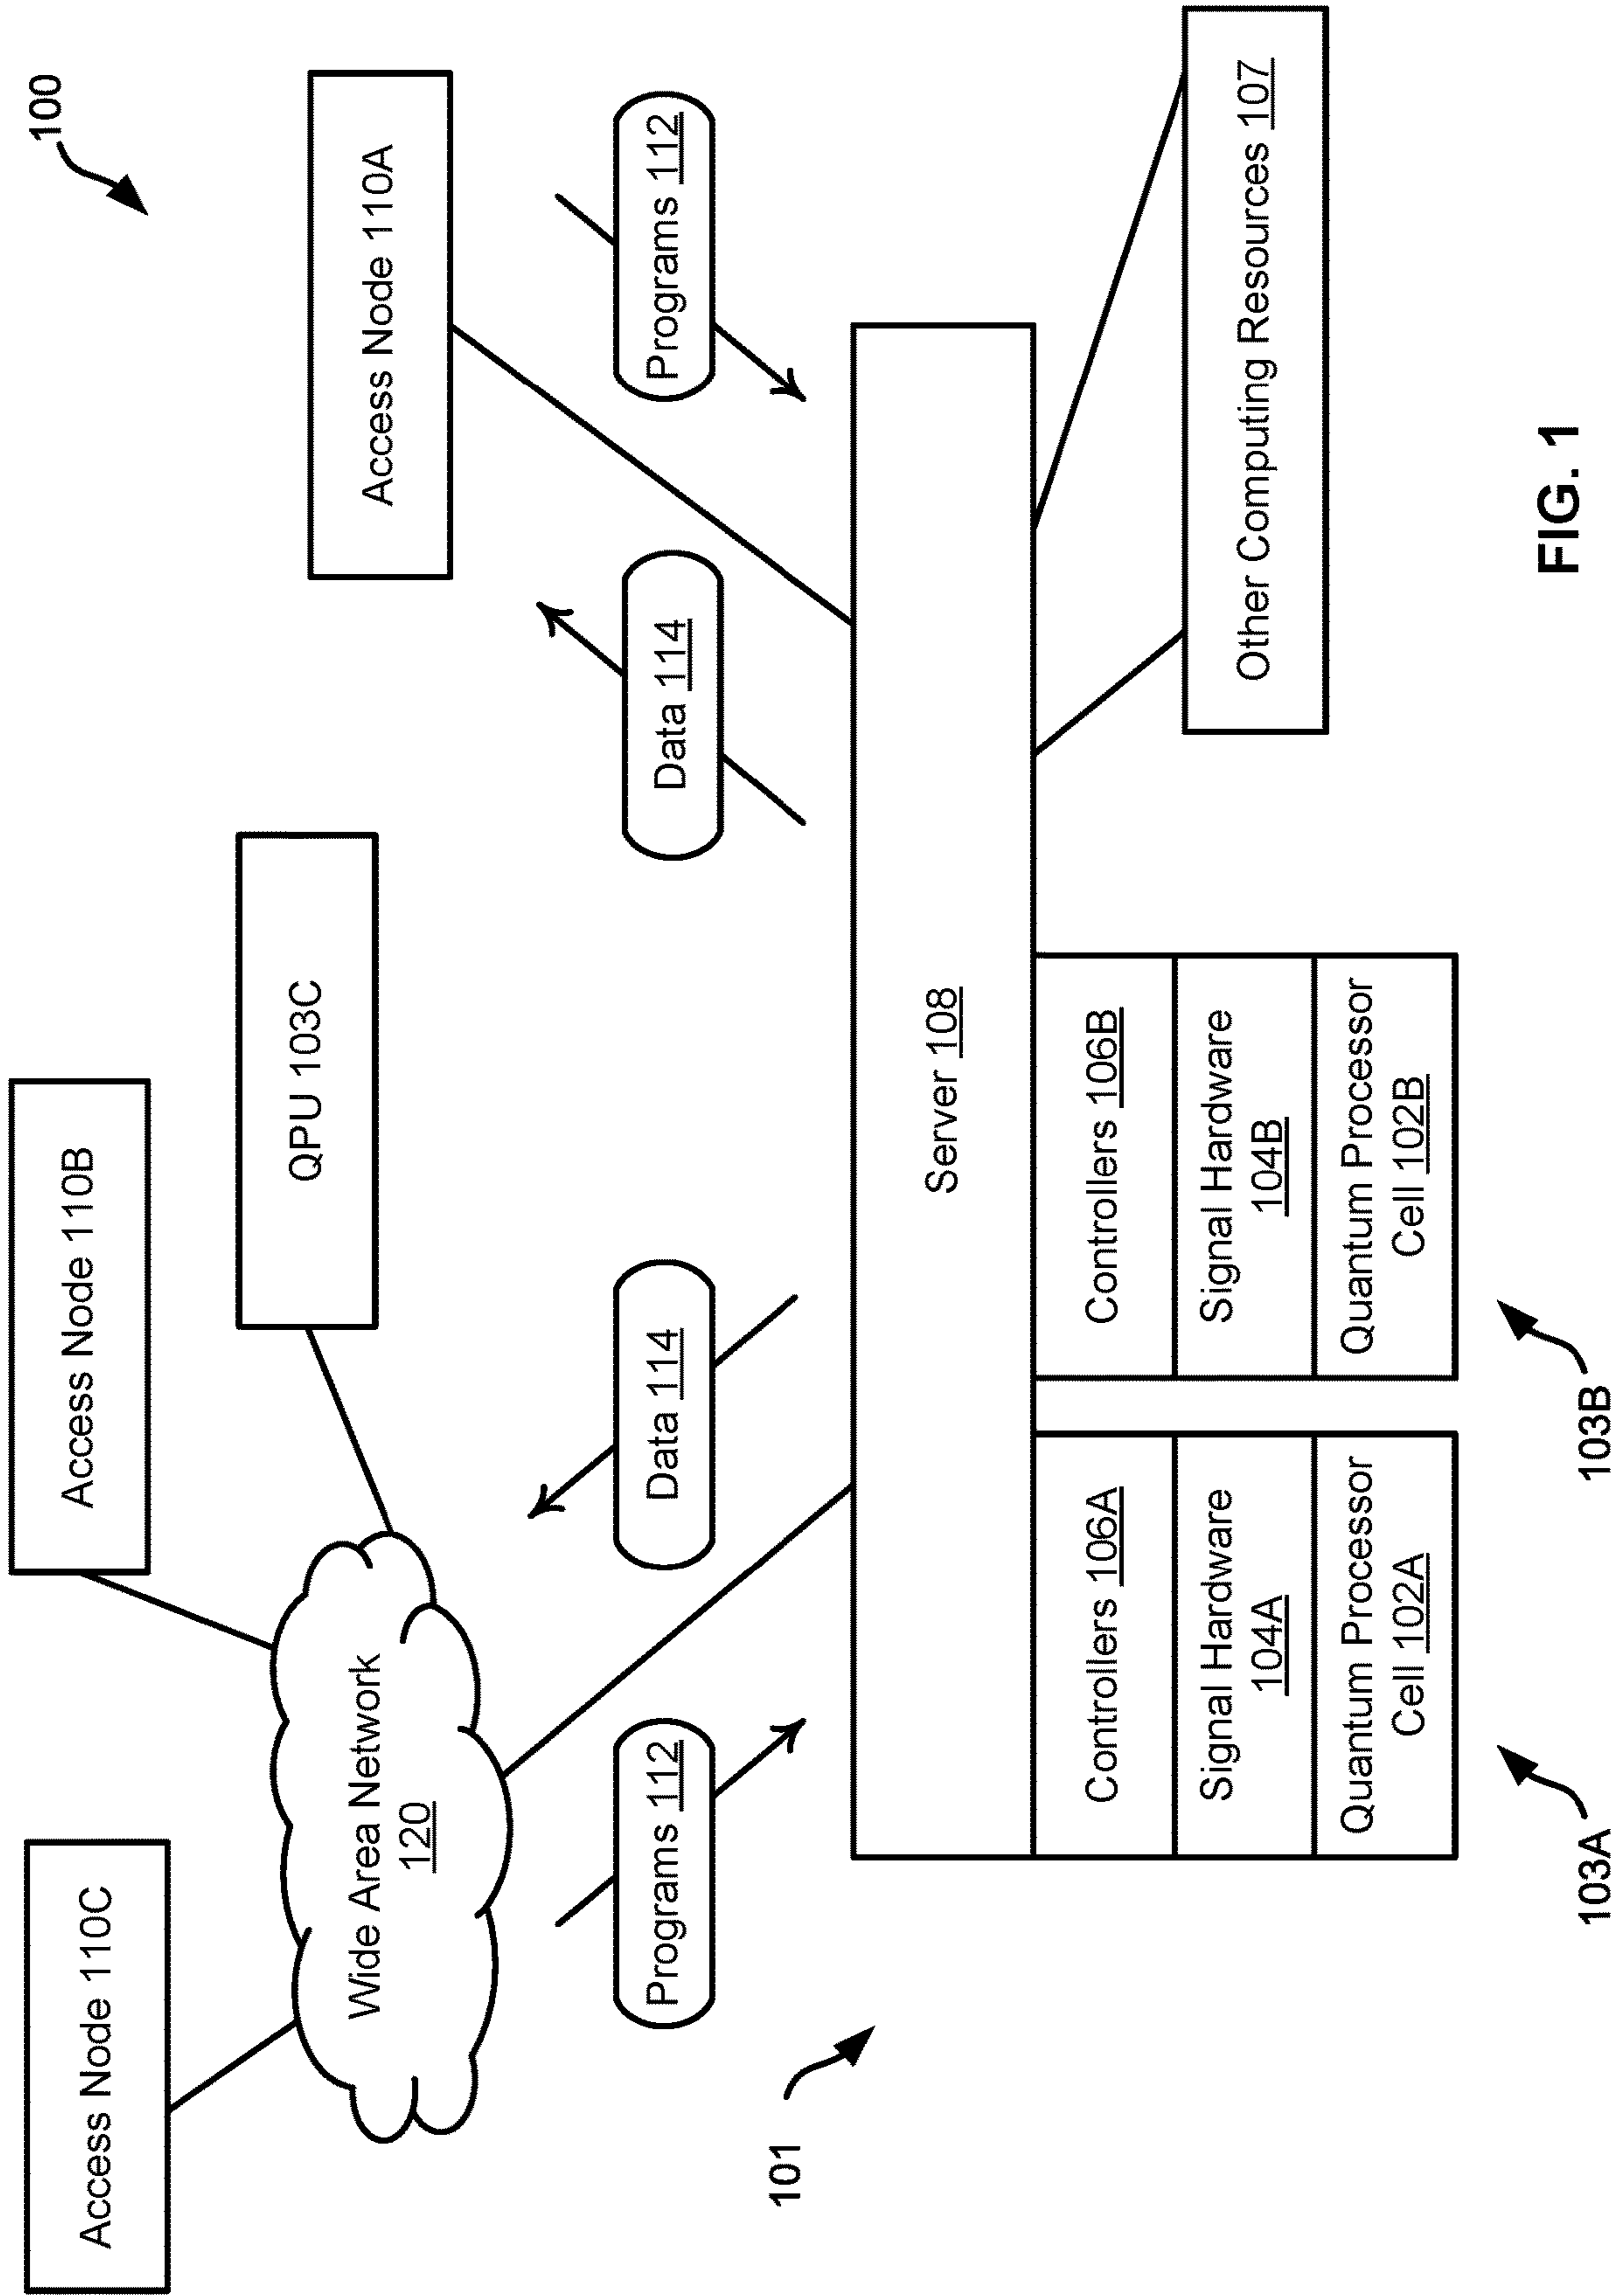 100
Access Node 110C
Access Node 110B
QPU 103C
Access Node 110A
Wide Area Network
120
Programs 112
Data 114
Data 114
Programs 112
101
Server 108
Controllers 106A
Signal Hardware
104A
Quantum Processor
Cell 102A
Controllers 106B
Signal Hardware
104B
Quantum Processor
Cell 102B
Other Computing Resources 107
103A
103B
FIG. 1